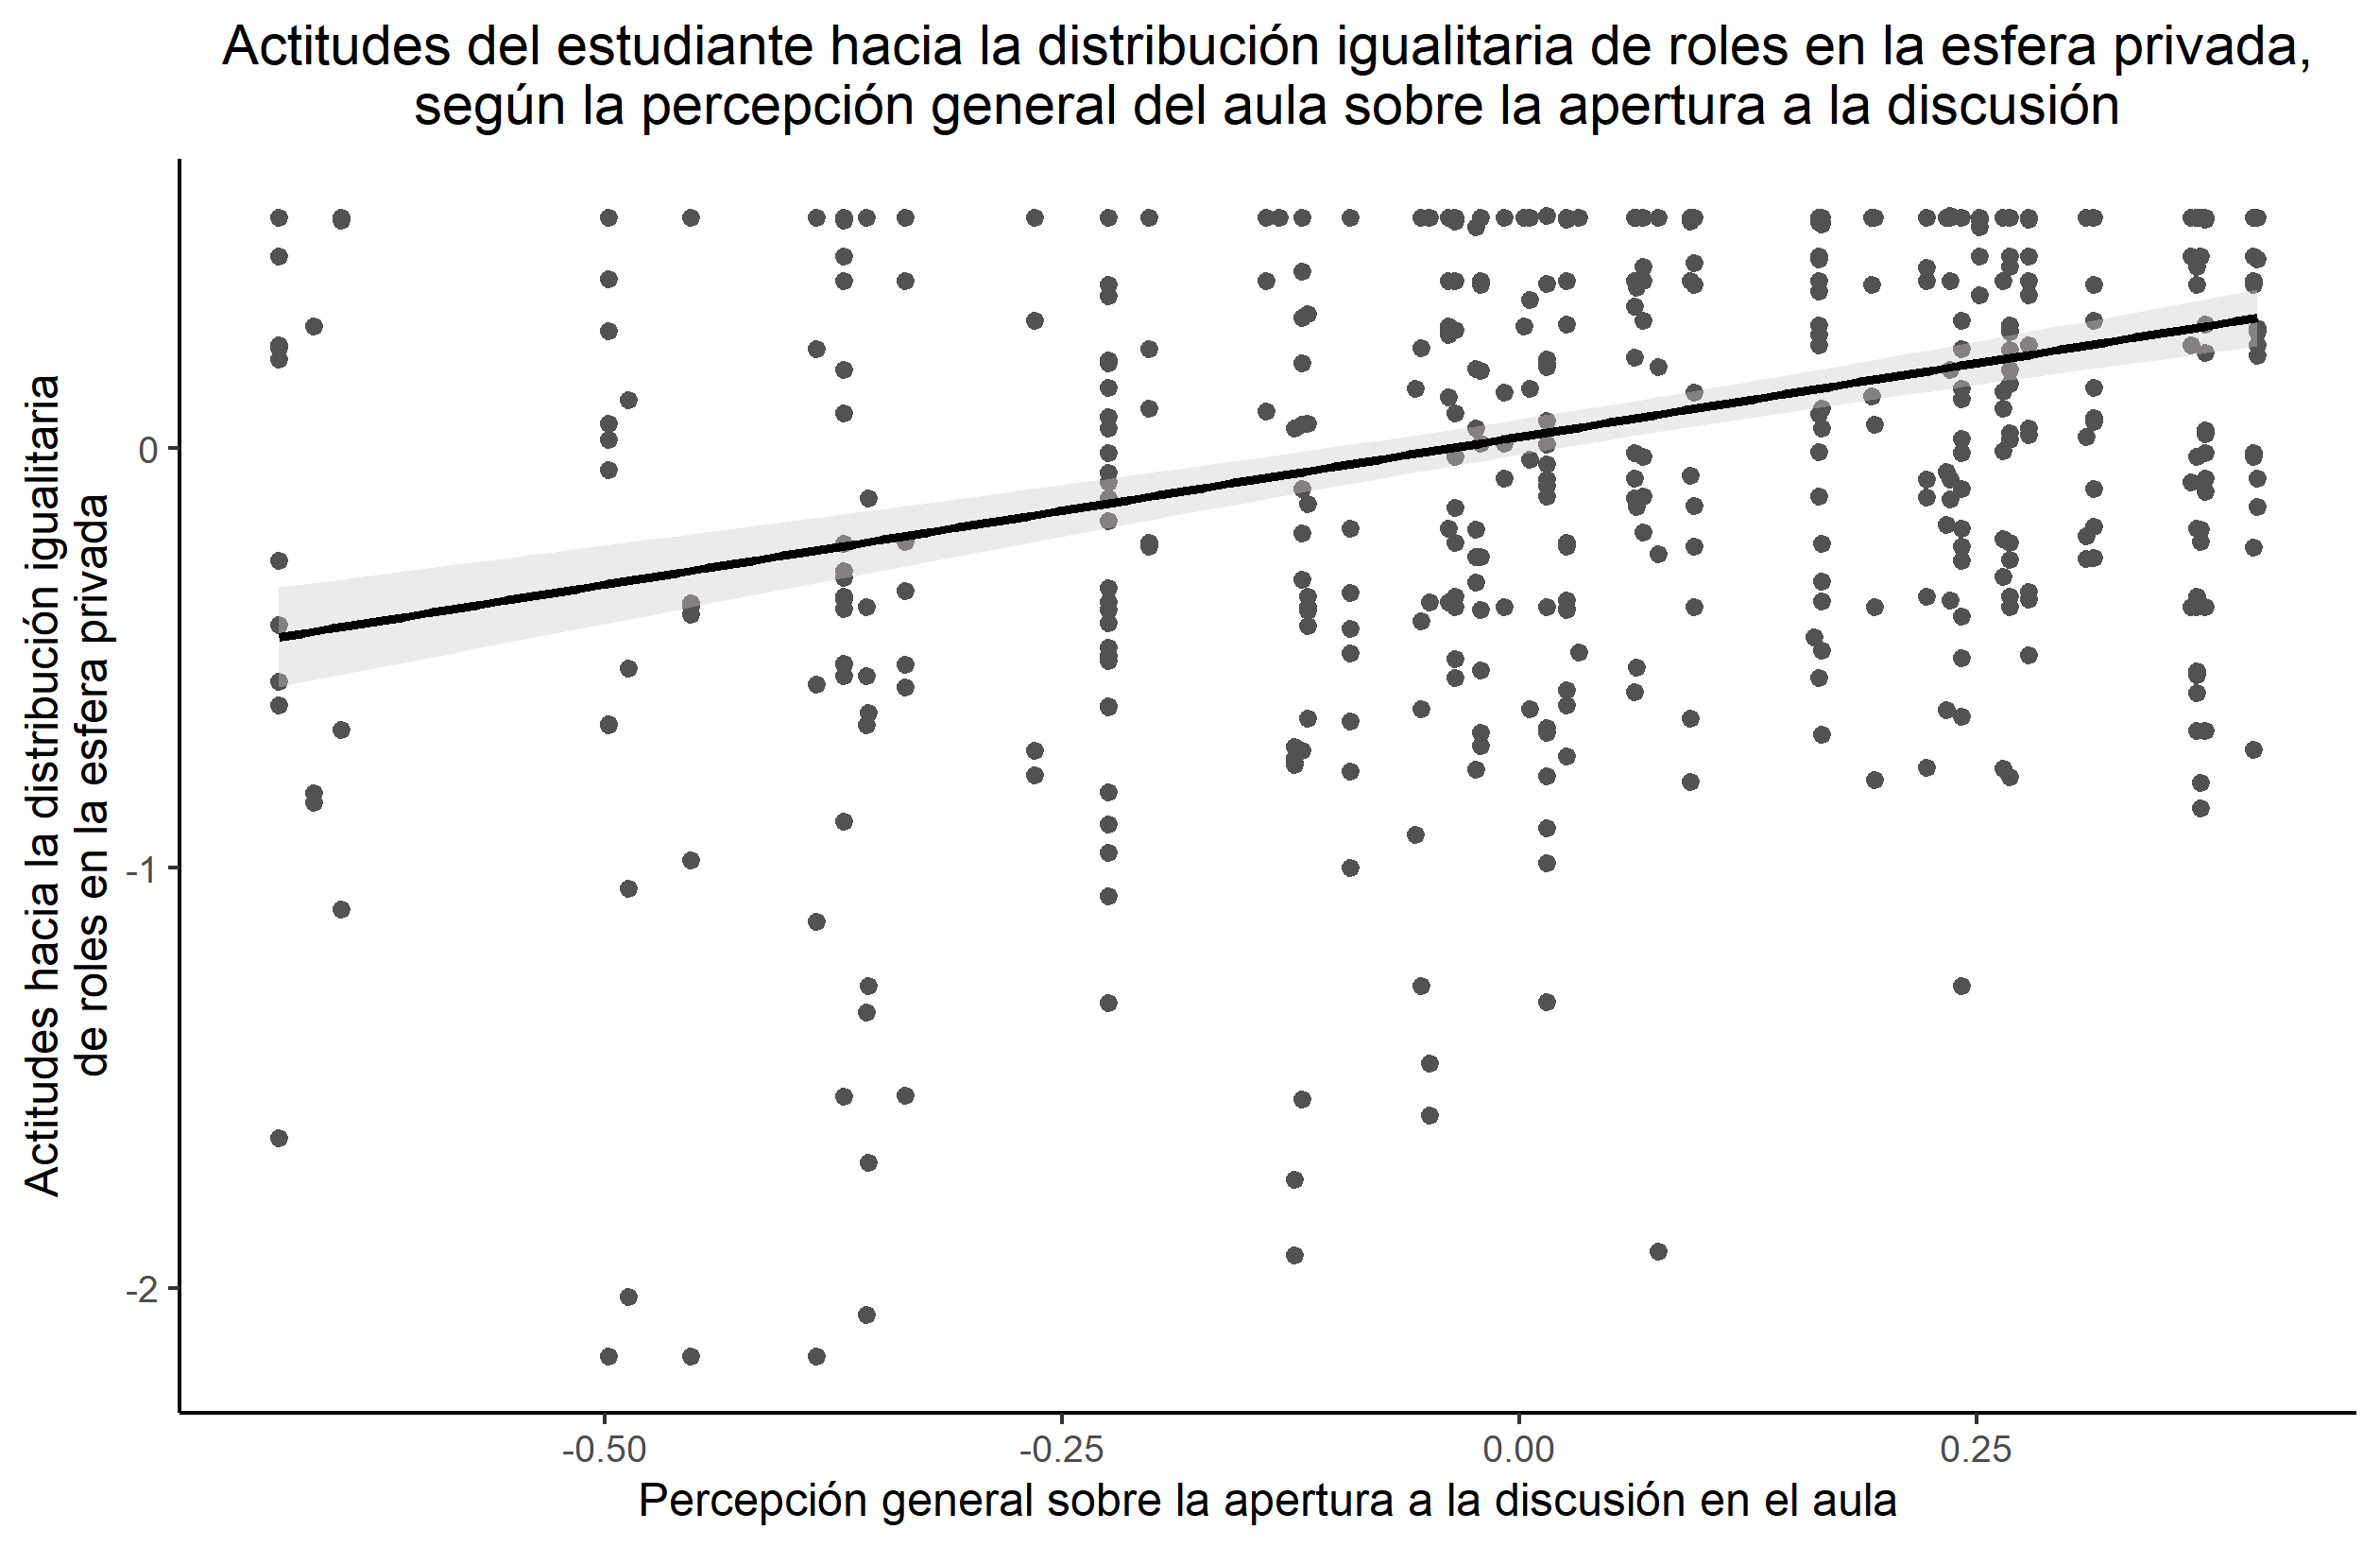 Actitudes del estudiante hacia la distribución igualitaria de roles en la esfera privada,
según la percepción general del aula sobre la apertura a la discusión
Actitudes hacia la distribución igualitaria
de roles en la esfera privada
0
-1
-2
-0.50
-0.25
0.00
0.25
Percepción general sobre la apertura a la discusión en el aula